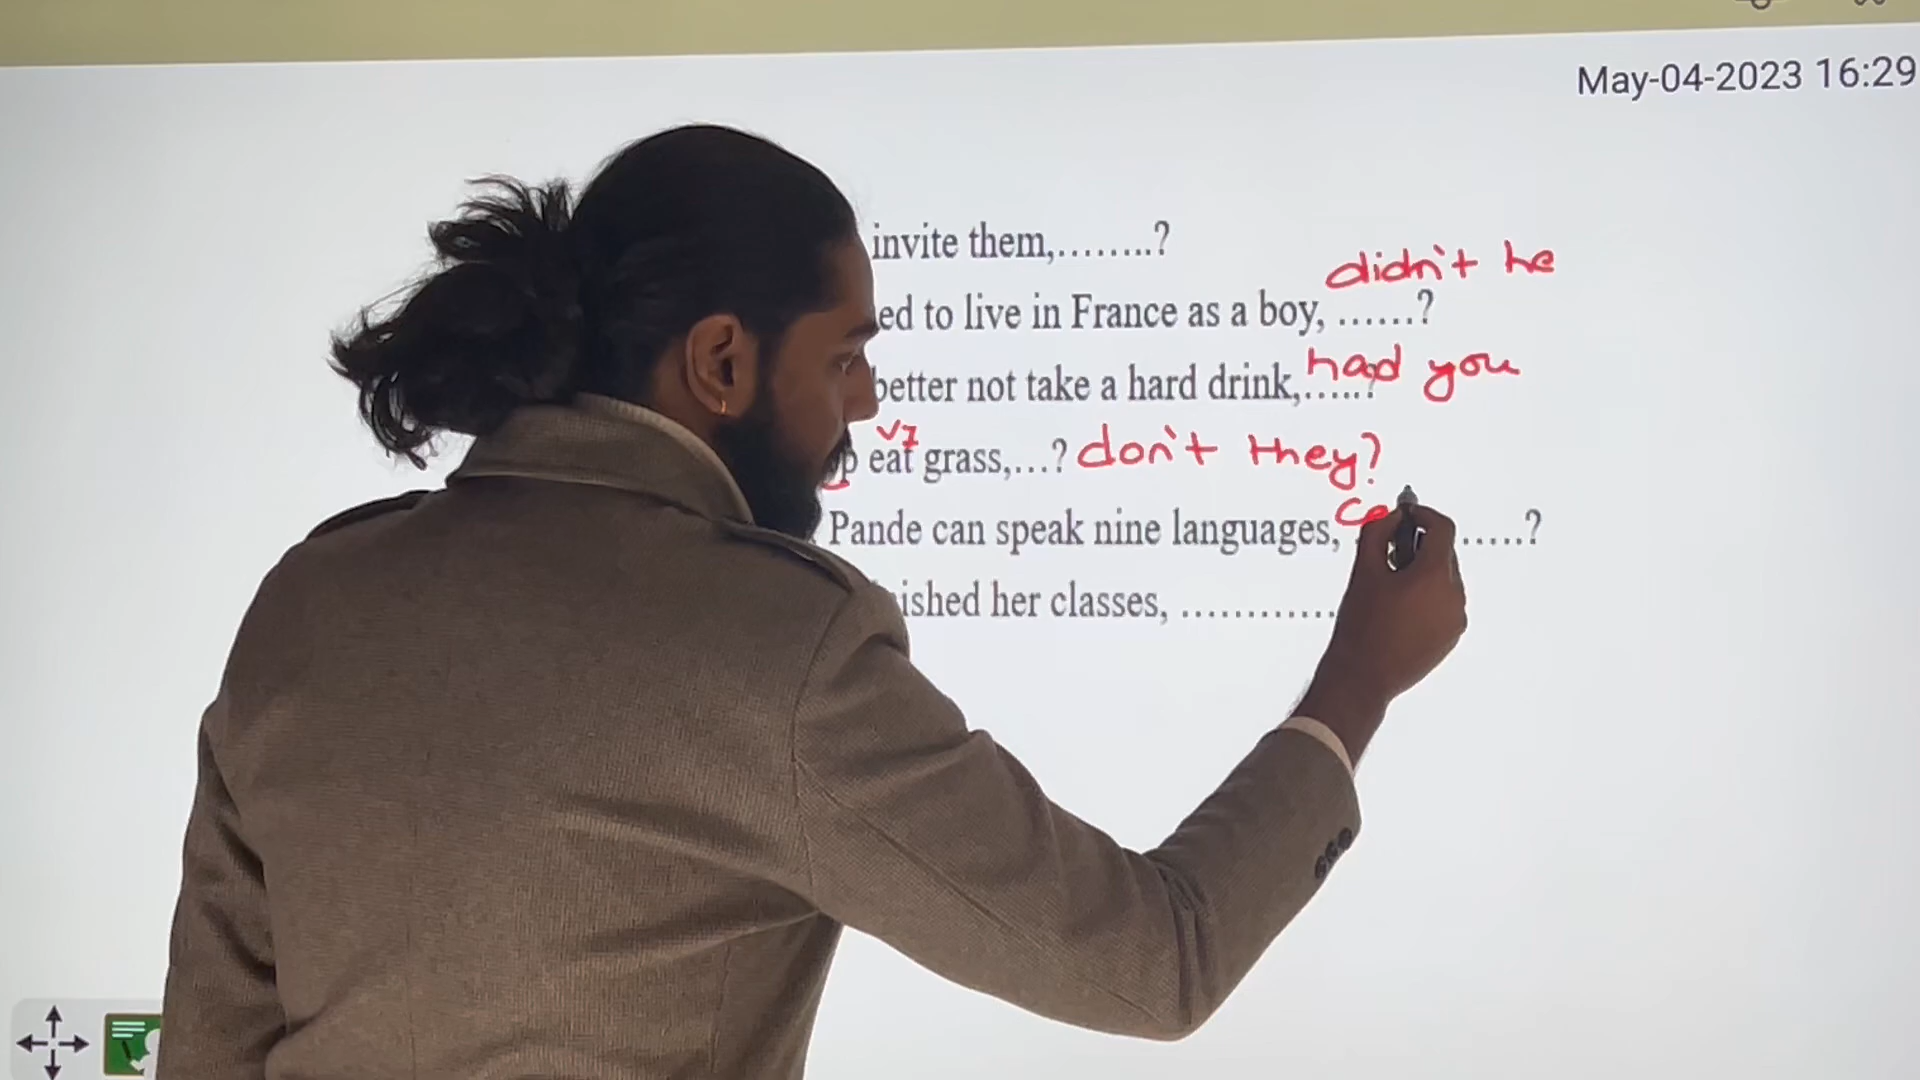 May-04-2023 16:29
invite them,........?
didn't he
ed to live in France as a boy, ......?
better not take a hard drink,.....? had you
v7
eat grass,...? don't they?
Pande can speak nine languages, .....?
ished her classes, ............